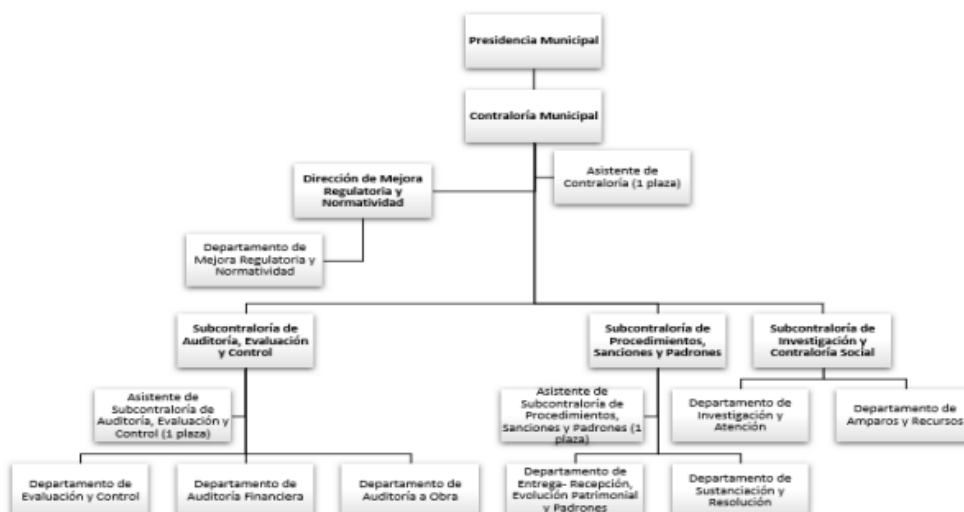 Presidencia Municipal
Contraloría Municipal
Asistente de
Contraloría (1 plaza)
Dirección de Mejora
Regulatoria y
Normatividad
Departamento de
Mejora Regulatoria y
Normatividad
Subcontraloría de
Auditoría, Evaluación
y Control
Subcontraloría de
Procedimientos,
Sanciones y Padrones
Subcontraloría de
Investigación y
Contraloría Social
Asistente de
Subcontraloría de
Auditoría, Evaluación y
Control (1 plaza)
Asistente de
Subcontraloría de
Procedimientos,
Sanciones y Padrones (1
plaza)
Departamento de
Investigación y
Atención
Departamento de
Amparos y Recursos
Departamento de
Evaluación y Control
Departamento de
Auditoría Financiera
Departamento de
Auditoría a Obra
Departamento de
Entrega- Recepción,
Evolución Patrimonial
y Padrones
Departamento de
Sustanciación y
Resolución